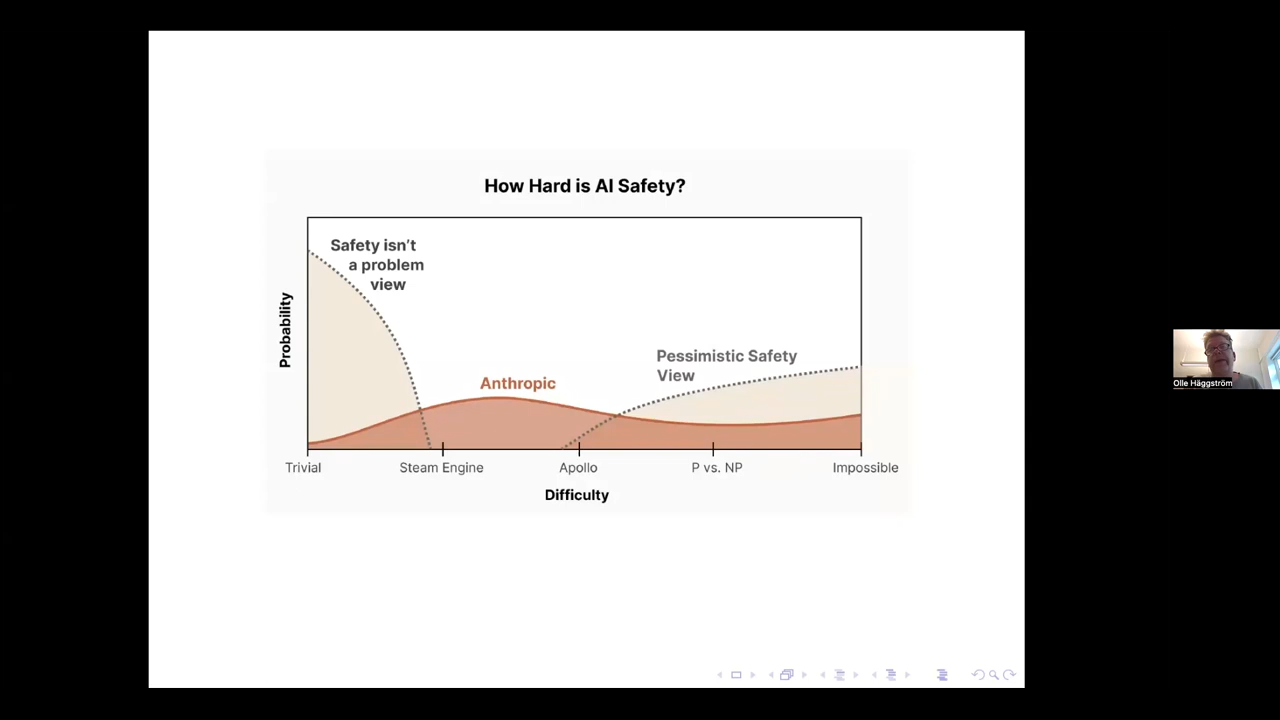 How Hard is AI Safety?
Safety isn't
a problem
view
Probability
Anthropic
Pessimistic Safety
View
Trivial
Steam Engine
Apollo
P vs. NP
Impossible
Difficulty
Olle Häggström